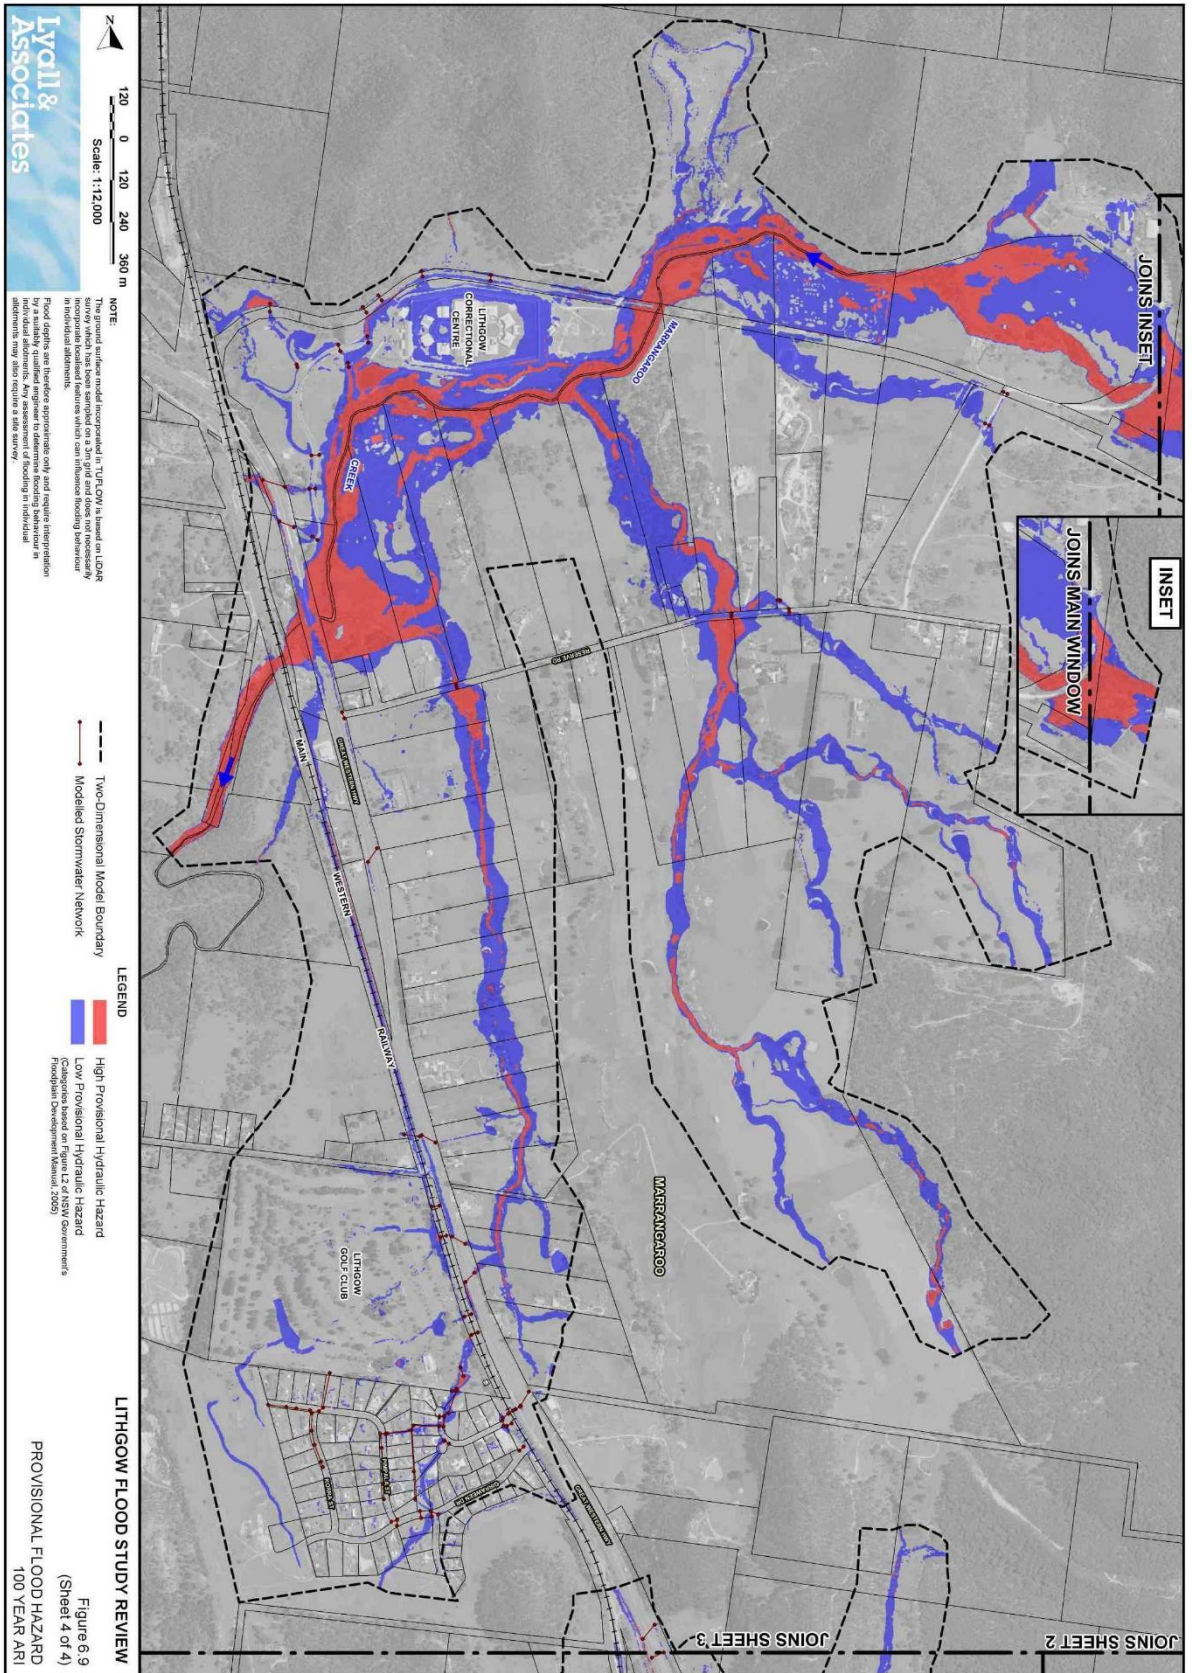 JOINS INSET
INSET
JOINS MAIN WINDOW
LITHGOW
CORRECTIONAL
CENTRE
MARRANGAROO
CREEK
RESERVE RD
GREAT WESTERN HWY
MAIN
WESTERN
RAILWAY
MARRANGAROO
LITHGOW
GOLF CLUB
GREAT WESTERN HWY
JOINS SHEET 3
JOINS SHEET 2
Lyall &
Associates
N
120 0 120 240 360 m
Scale: 1:12,000
NOTE:
The ground surface model incorporated in TUFLOW is based on LiDAR
survey which has been sampled on a 3m grid and does not necessarily
incorporate localised features which can influence flooding behaviour
in individual allotments.
Flood depths are therefore approximate only and require interpretation
by a suitably qualified engineer to determine flooding behaviour in
individual allotments. Any assessment of flooding in individual
allotments may also require a site survey.
LEGEND
Two-Dimensional Model Boundary
Modelled Stormwater Network
High Provisional Hydraulic Hazard
Low Provisional Hydraulic Hazard
(Categories based on Figure L2 of NSW Government's
Floodplain Development Manual, 2005)
LITHGOW FLOOD STUDY REVIEW
Figure 6.9
(Sheet 4 of 4)
PROVISIONAL FLOOD HAZARD
100 YEAR ARI